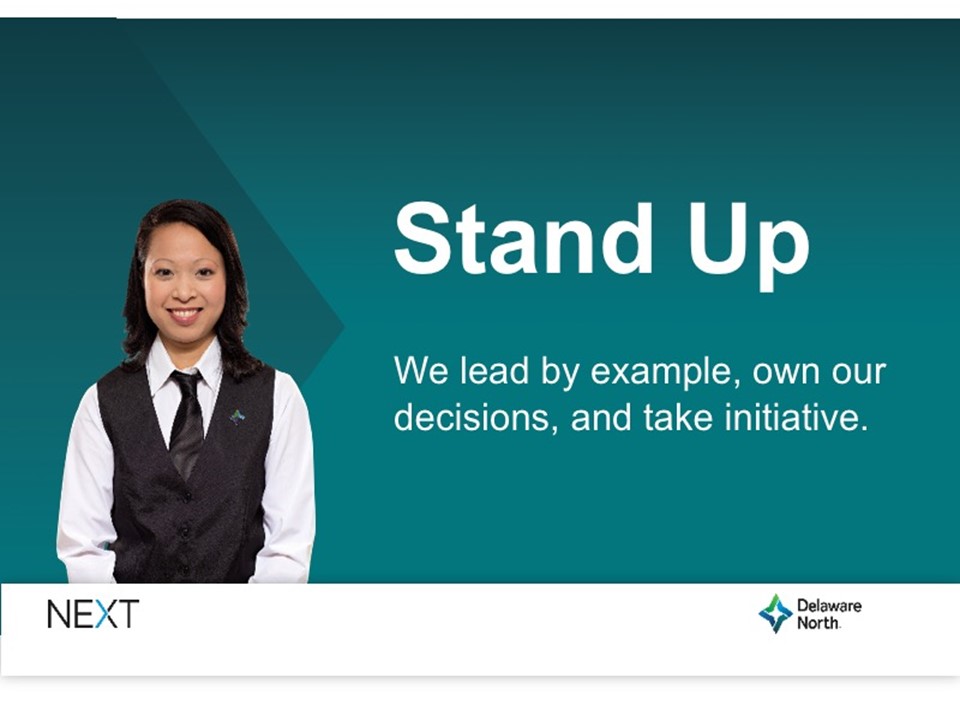 Stand Up
We lead by example, own our
decisions, and take initiative.
NEXT
Delaware
North